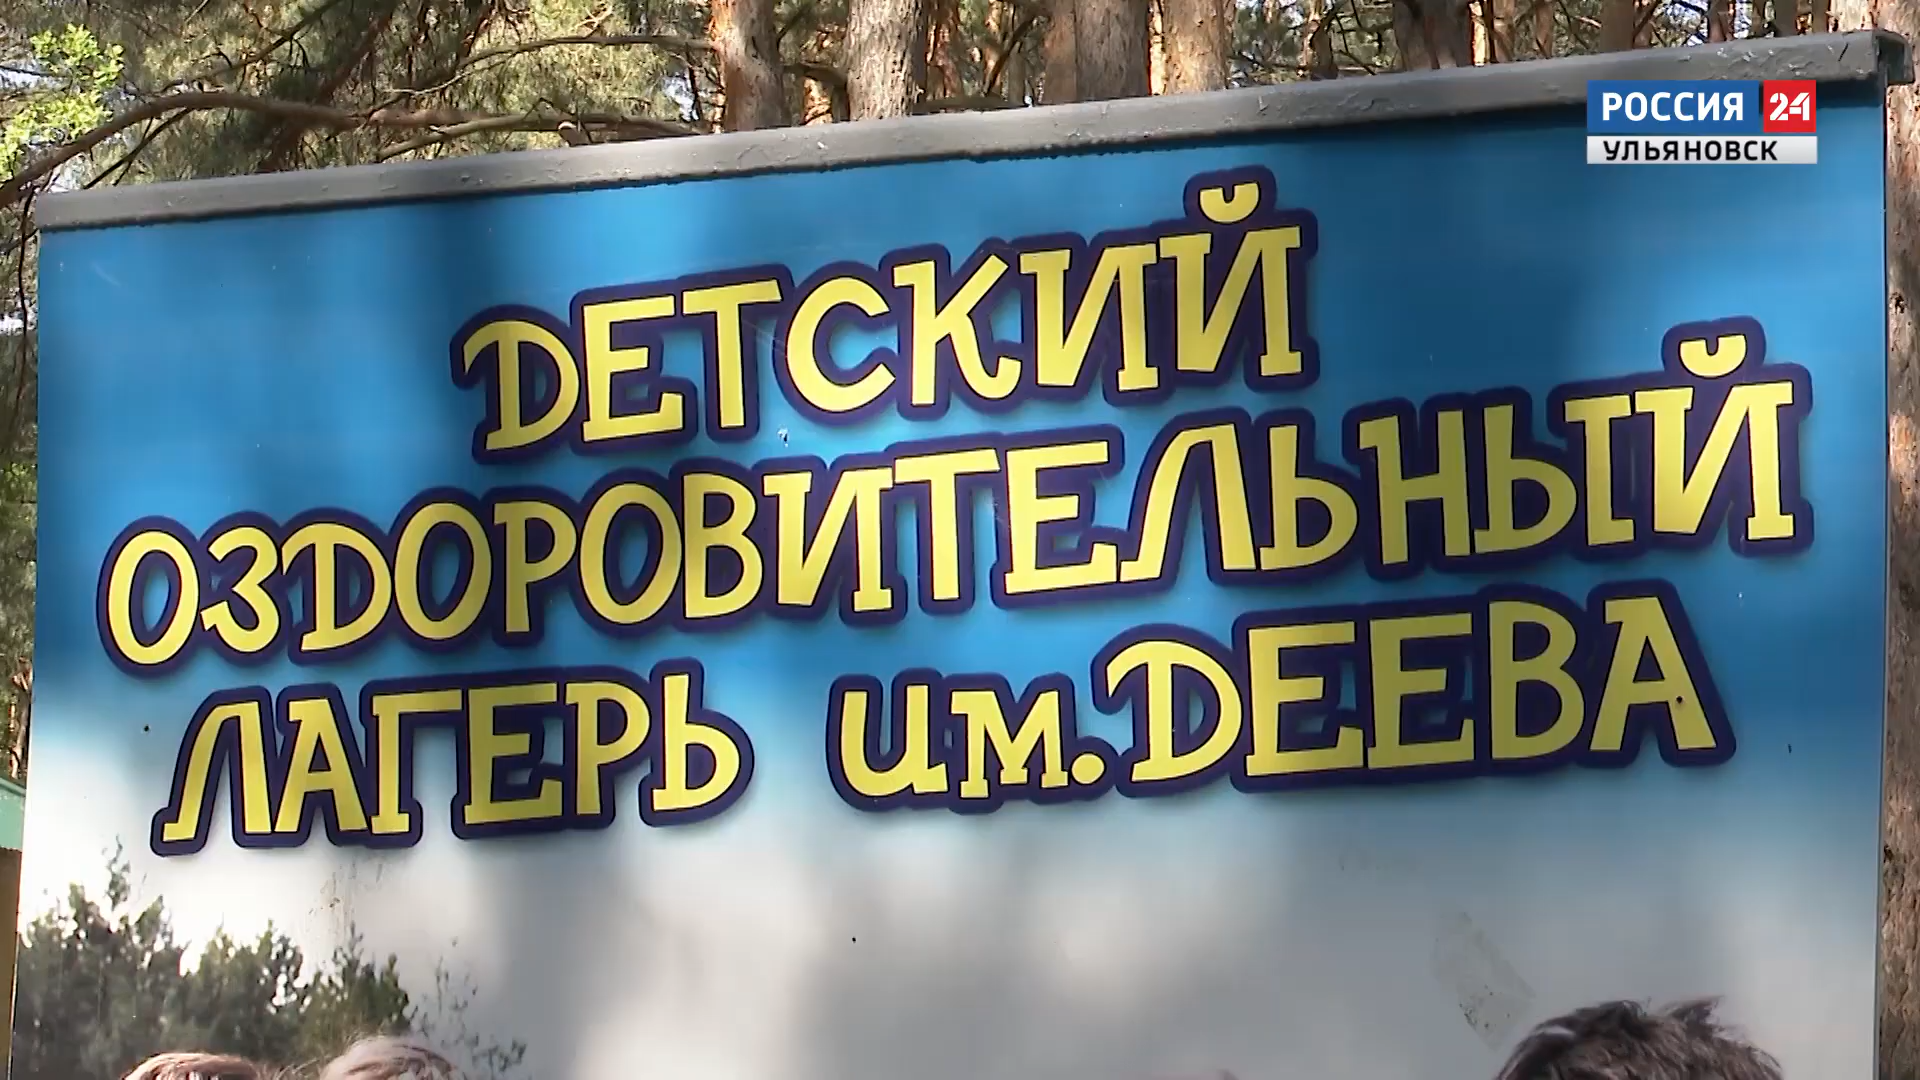 РОССИЯ 24
УЛЬЯНОВСК
ДЕТСКИЙ
ОЗДОРОВИТЕЛЬНЫЙ
ЛАГЕРЬ им.ДЕЕВА